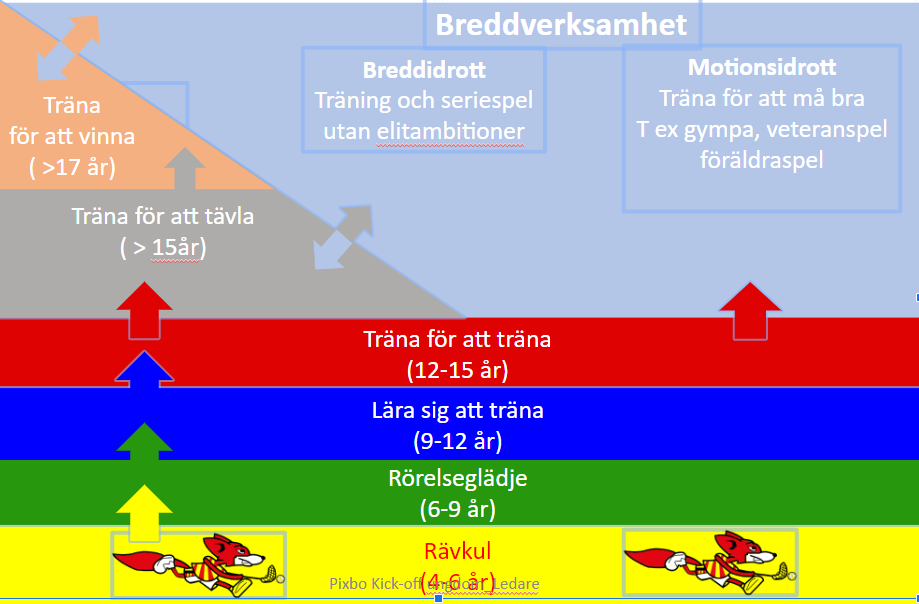 Breddverksamhet
Breddidrott
Träning och seriespel
utan elitambitioner
Motionsidrott
Träna för att må bra
T ex gympa, veteranspel
föräldraspel
Träna
för att vinna
( >17 år)
Träna för att tävla
( > 15år)
Träna för att träna
(12-15 år)
Lära sig att träna
(9-12 år)
Rörelseglädje
(6-9 år)
Rävkul
(4-6 år)
Pixbo Kick-off ungdom_Ledare